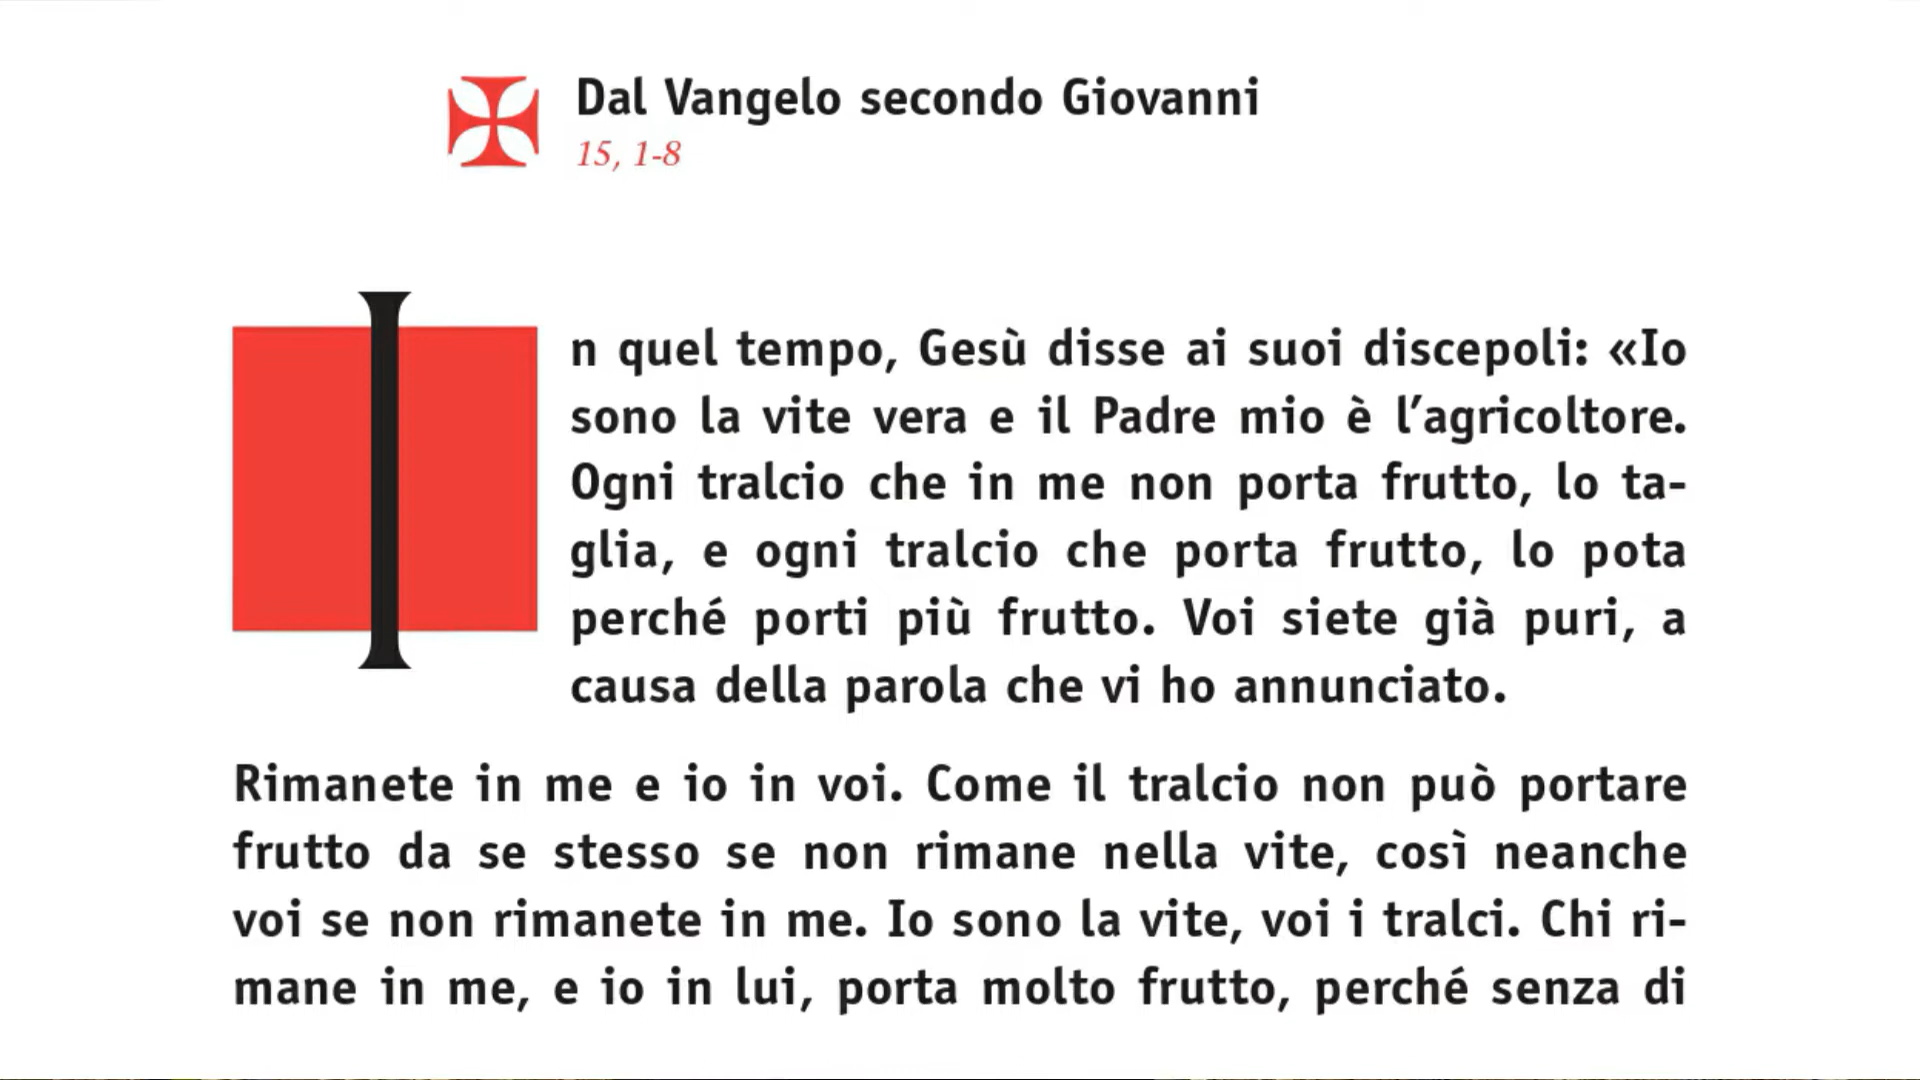 Dal Vangelo secondo Giovanni
15, 1-8
In quel tempo, Gesù disse ai suoi discepoli: «Io
sono la vite vera e il Padre mio è l’agricoltore.
Ogni tralcio che in me non porta frutto, lo ta-
glia, e ogni tralcio che porta frutto, lo pota
perché porti più frutto. Voi siete già puri, a
causa della parola che vi ho annunciato.
Rimanete in me e io in voi. Come il tralcio non può portare
frutto da se stesso se non rimane nella vite, così neanche
voi se non rimanete in me. Io sono la vite, voi i tralci. Chi ri-
mane in me, e io in lui, porta molto frutto, perché senza di